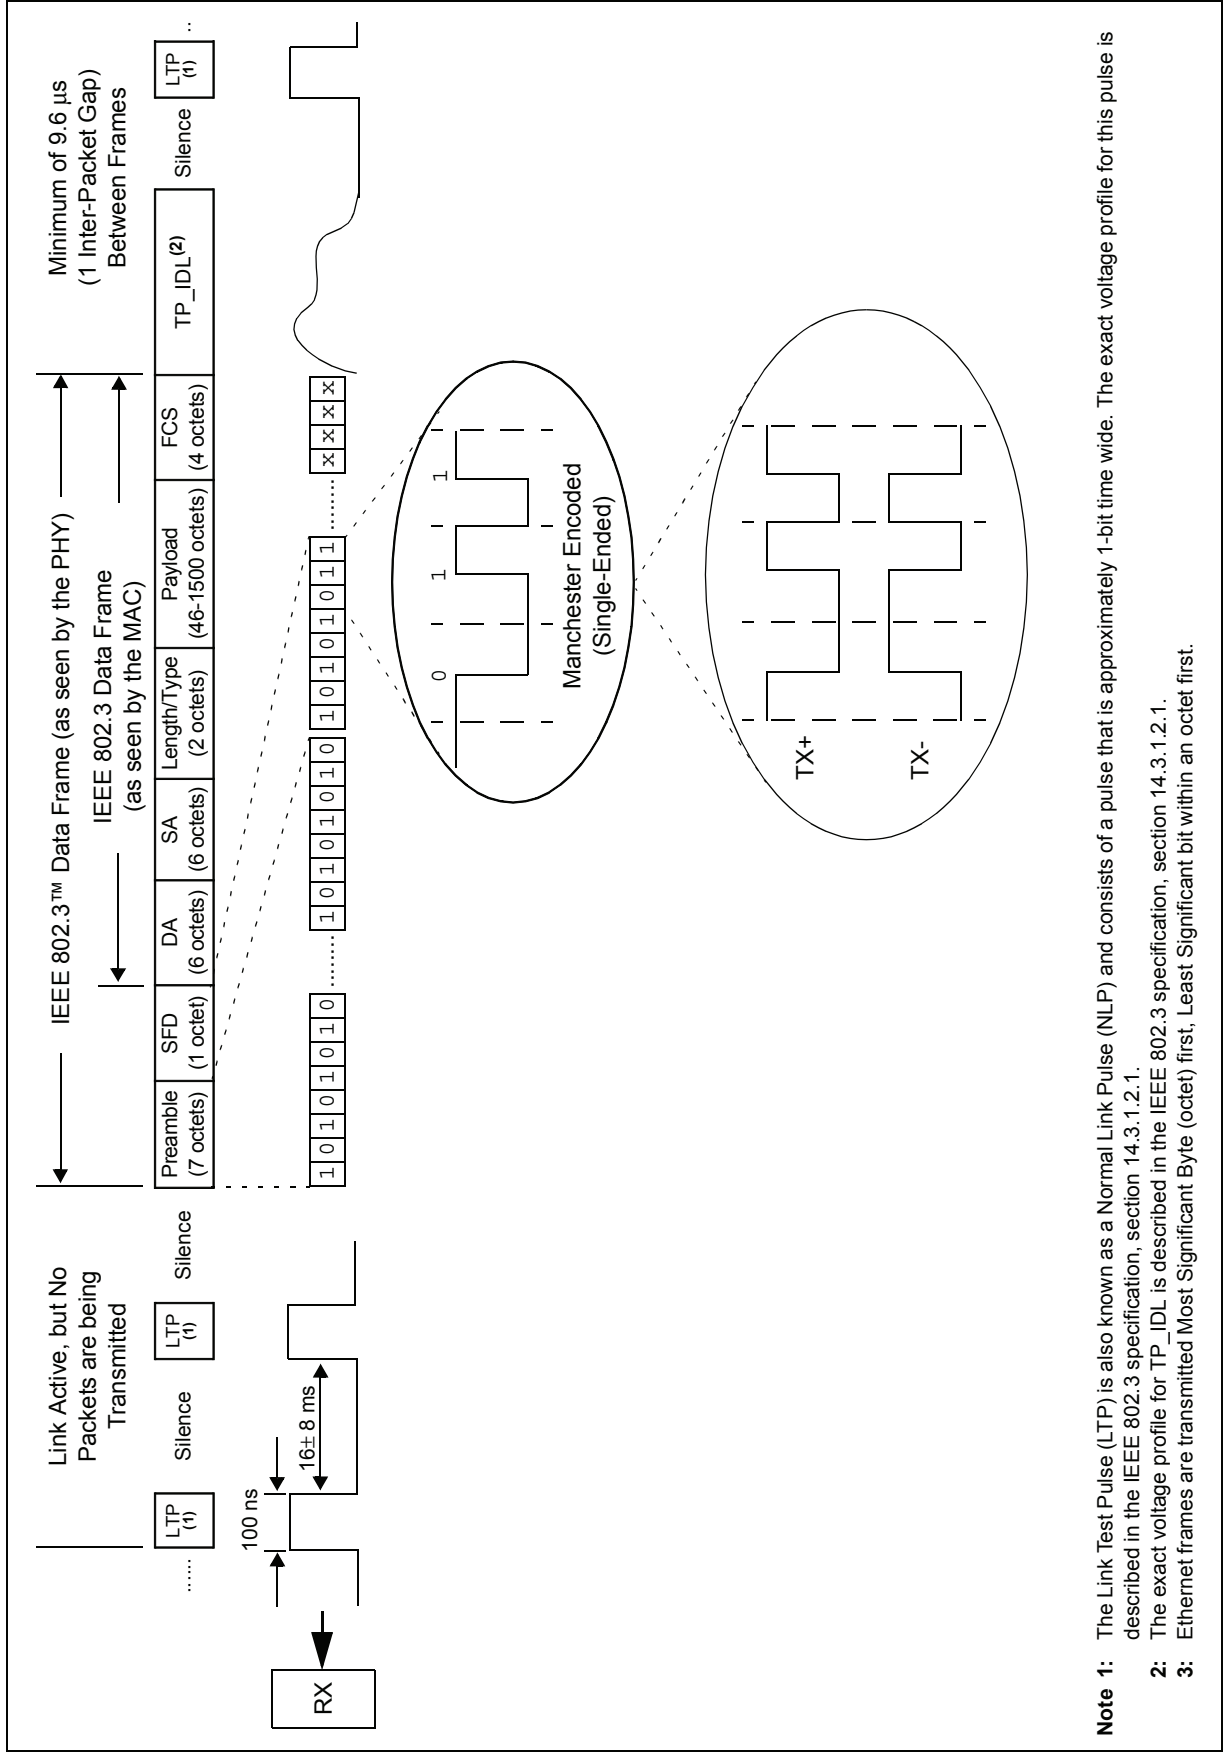 Link Active, but No
Packets are being
Transmitted
IEEE 802.3™ Data Frame (as seen by the PHY)
IEEE 802.3 Data Frame
(as seen by the MAC)
Minimum of 9.6 μs
(1 Inter-Packet Gap)
Between Frames
......
LTP
(1)
Silence
LTP
(1)
Silence
Preamble
(7 octets)
SFD
(1 octet)
DA
(6 octets)
SA
(6 octets)
Length/Type
(2 octets)
Payload
(46-1500 octets)
FCS
(4 octets)
TP_IDL(2)
Silence
LTP
(1)
..
100 ns
16± 8 ms
RX
1 0 1 0 1 0 1 0 ........ 1 0 1 0 1 0 1 0 1 0 1 0 1 0 1 1 ........ x x x x
0 1 1
Manchester Encoded
(Single-Ended)
TX+
TX-
Note 1: The Link Test Pulse (LTP) is also known as a Normal Link Pulse (NLP) and consists of a pulse that is approximately 1-bit time wide. The exact voltage profile for this pulse is
described in the IEEE 802.3 specification, section 14.3.1.2.1.
2: The exact voltage profile for TP_IDL is described in the IEEE 802.3 specification, section 14.3.1.2.1.
3: Ethernet frames are transmitted Most Significant Byte (octet) first, Least Significant bit within an octet first.